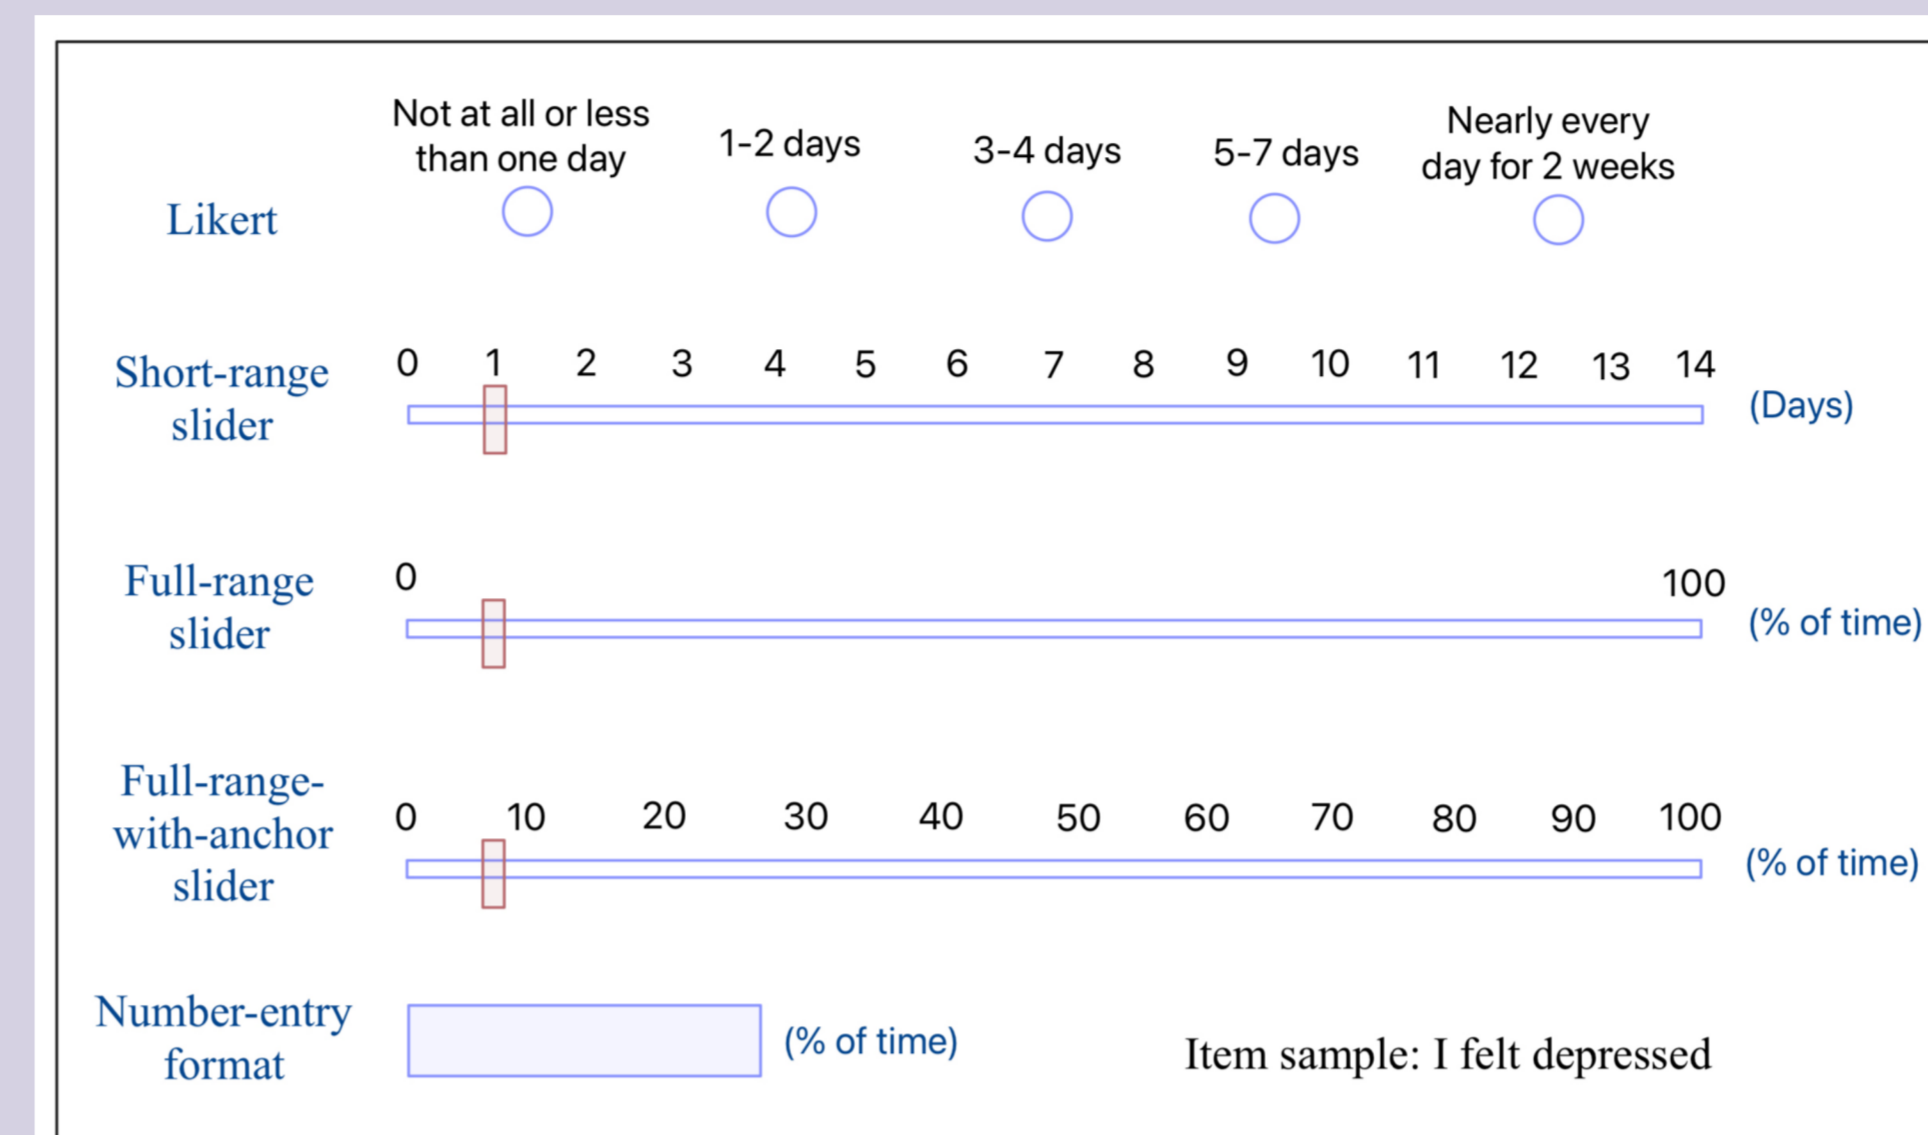 Not at all or less
than one day
1-2 days
3-4 days
5-7 days
Nearly every
day for 2 weeks
Likert
Short-range
slider
0 1 2 3 4 5 6 7 8 9 10 11 12 13 14
(Days)
Full-range
slider
0 100
(% of time)
Full-range-
with-anchor
slider
0 10 20 30 40 50 60 70 80 90 100
(% of time)
Number-entry
format
(% of time)
Item sample: I felt depressed